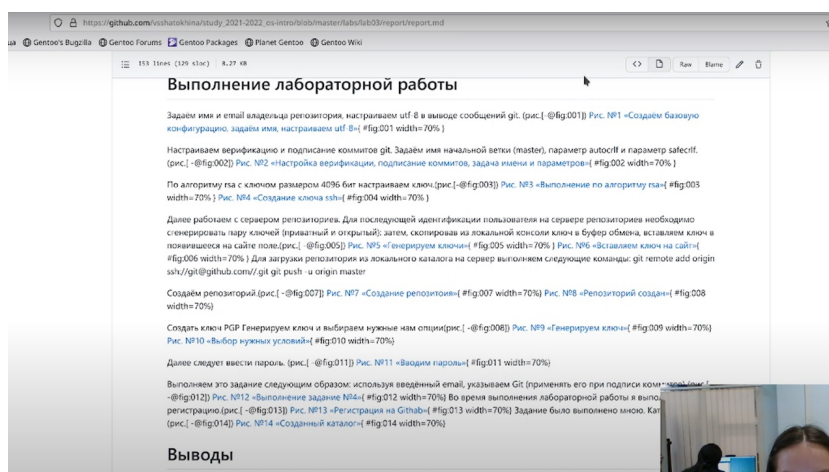 https://github.com/vsshatokhina/study_2021-2022_os-intro/blob/master/labs/lab03/report/report.md
ua Gentoo's Bugzilla Gentoo Forums Gentoo Packages Planet Gentoo Gentoo Wiki
153 lines (129 sloc) 8.27 KB
Raw Blame
Выполнение лабораторной работы
Задаём имя и email владельца репозитория, настраиваем utf-8 в выводе сообщений git. (рис.[-@fig:001]) Рис. №1 «Создаём базовую
конфигурацию, задаём имя, настраиваем utf-8»{ #fig:001 width=70% }
Настраиваем верификацию и подписание коммитов git. Задаём имя начальной ветки (master), параметр autocrlf и параметр safecrlf.
(рис.[ -@fig:002]) Рис. №2 «Настройка верификации, подписание коммитов, задача имени и параметров»{ #fig:002 width=70% }
По алгоритму rsa с ключом размером 4096 бит настраиваем ключ.(рис.[-@fig:003]) Рис. №3 «Выполнение по алгоритму rsa»{ #fig:003
width=70% } Рис. №4 «Создание ключа ssh»{ #fig:004 width=70% }
Далее работаем с сервером репозиториев. Для последующей идентификации пользователя на сервере репозиториев необходимо
сгенерировать пару ключей (приватный и открытый); затем, скопировав из локальной консоли ключ в буфер обмена, вставляем ключ в
появившееся на сайте поле.(рис.[ -@fig:005]) Рис. №5 «Генерируем ключи»{ #fig:005 width=70% } Рис. №6 «Вставляем ключ на сайт»{
#fig:006 width=70% } Для загрузки репозитория из локального каталога на сервер выполняем следующие команды: git remote add origin
ssh://git@github.com//.git git push -u origin master
Создаём репозиторий.(рис.[ -@fig:007]) Рис. №7 «Создание репозитоия»{ #fig:007 width=70%} Рис. №8 «Репозиторий создан»{ #fig:008
width=70%}
Создать ключ PGP Генерируем ключ и выбираем нужные нам опции(рис.[ -@fig:008]) Рис. №9 «Генерируем ключ»{ #fig:009 width=70%}
Рис. №10 «Выбор нужных условий»{ #fig:010 width=70%}
Далее следует ввести пароль. (рис.[ -@fig:011]) Рис. №11 «Вводим пароль»{ #fig:011 width=70%}
Выполняем это задание следующим образом: используя введённый email, указываем Git (применять его при подписи
-@fig:012]) Рис. №12 «Выполнение задание №4»{ #fig:012 width=70%} Во время выполнения лабораторной работы я
регистрацию.(рис.[ -@fig:013]) Рис. №13 «Регистрация на Githab»{ #fig:013 width=70%} Задание было выполнено мною.
(рис.[ -@fig:014]) Рис. №14 «Созданный каталог»{ #fig:014 width=70%}
Выводы